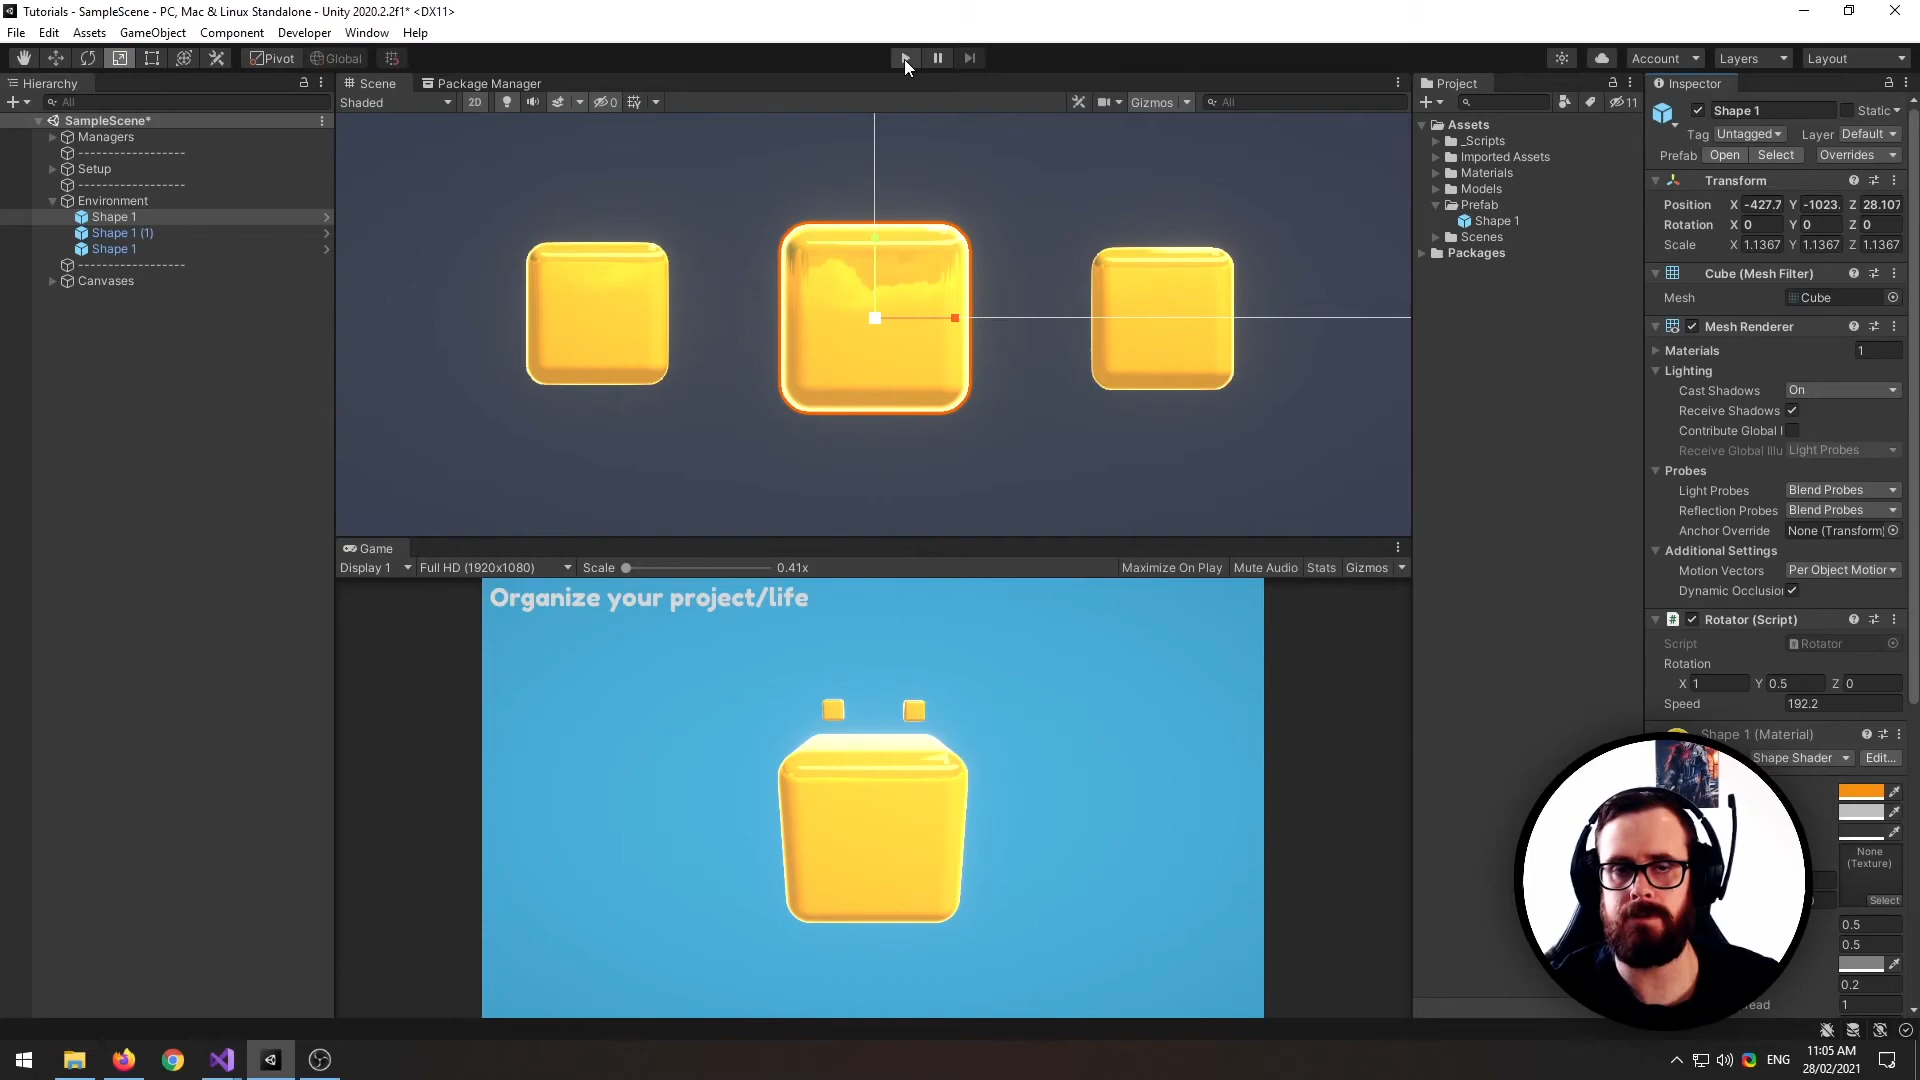 Tutorials - SampleScene - PC, Mac & Linux Standalone - Unity 2020.2.2f1* <DX11>
File Edit Assets GameObject Component Developer Window Help
Pivot Global
Account Layers Layout
Hierarchy
All
SampleScene*
Managers
------------------
Setup
------------------
Environment
Shape 1
Shape 1 (1)
Shape 1
------------------
Canvases
Scene Package Manager
Shaded 2D 0 Gizmos All
Game
Display 1 Full HD (1920x1080) Scale 0.41x Maximize On Play Mute Audio Stats Gizmos
Organize your project/life
Project
11
Assets
_Scripts
Imported Assets
Materials
Models
Prefab
Shape 1
Scenes
Packages
Inspector
Shape 1 Static
Tag Untagged Layer Default
Prefab Open Select Overrides
Transform
Position X -427.7 Y -1023. Z 28.107
Rotation X 0 Y 0 Z 0
Scale X 1.1367 Y 1.1367 Z 1.1367
Cube (Mesh Filter)
Mesh Cube
Mesh Renderer
Materials 1
Lighting
Cast Shadows On
Receive Shadows
Contribute Global I
Receive Global Illu Light Probes
Probes
Light Probes Blend Probes
Reflection Probes Blend Probes
Anchor Override None (Transform)
Additional Settings
Motion Vectors Per Object Motion
Dynamic Occlusion
Rotator (Script)
Script Rotator
Rotation
X 1 Y 0.5 Z 0
Speed 192.2
Shape 1 (Material)
Shape Shader Edit...
None
(Texture)
Select
0.5
0.5
0.2
ead 1
ENG
11:05 AM
28/02/2021